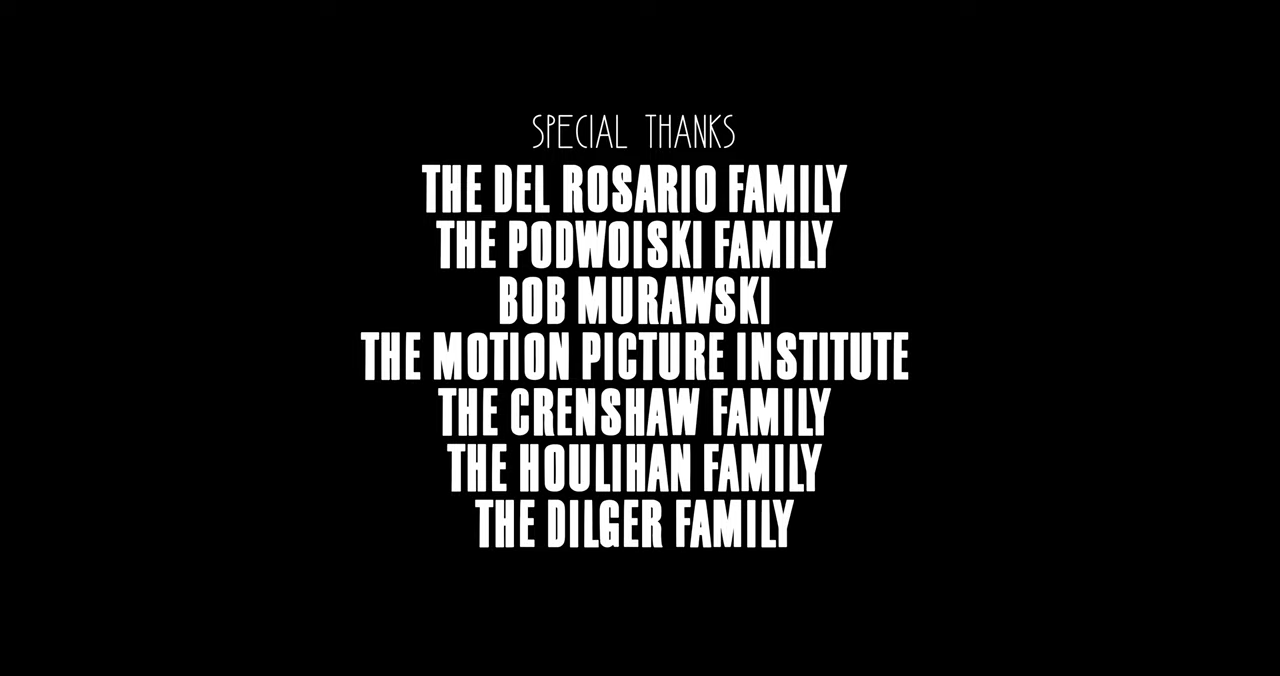 SPECIAL THANKS
THE DEL ROSARIO FAMILY
THE PODWOISKI FAMILY
BOB MURAWSKI
THE MOTION PICTURE INSTITUTE
THE CRENSHAW FAMILY
THE HOULIHAN FAMILY
THE DILGER FAMILY